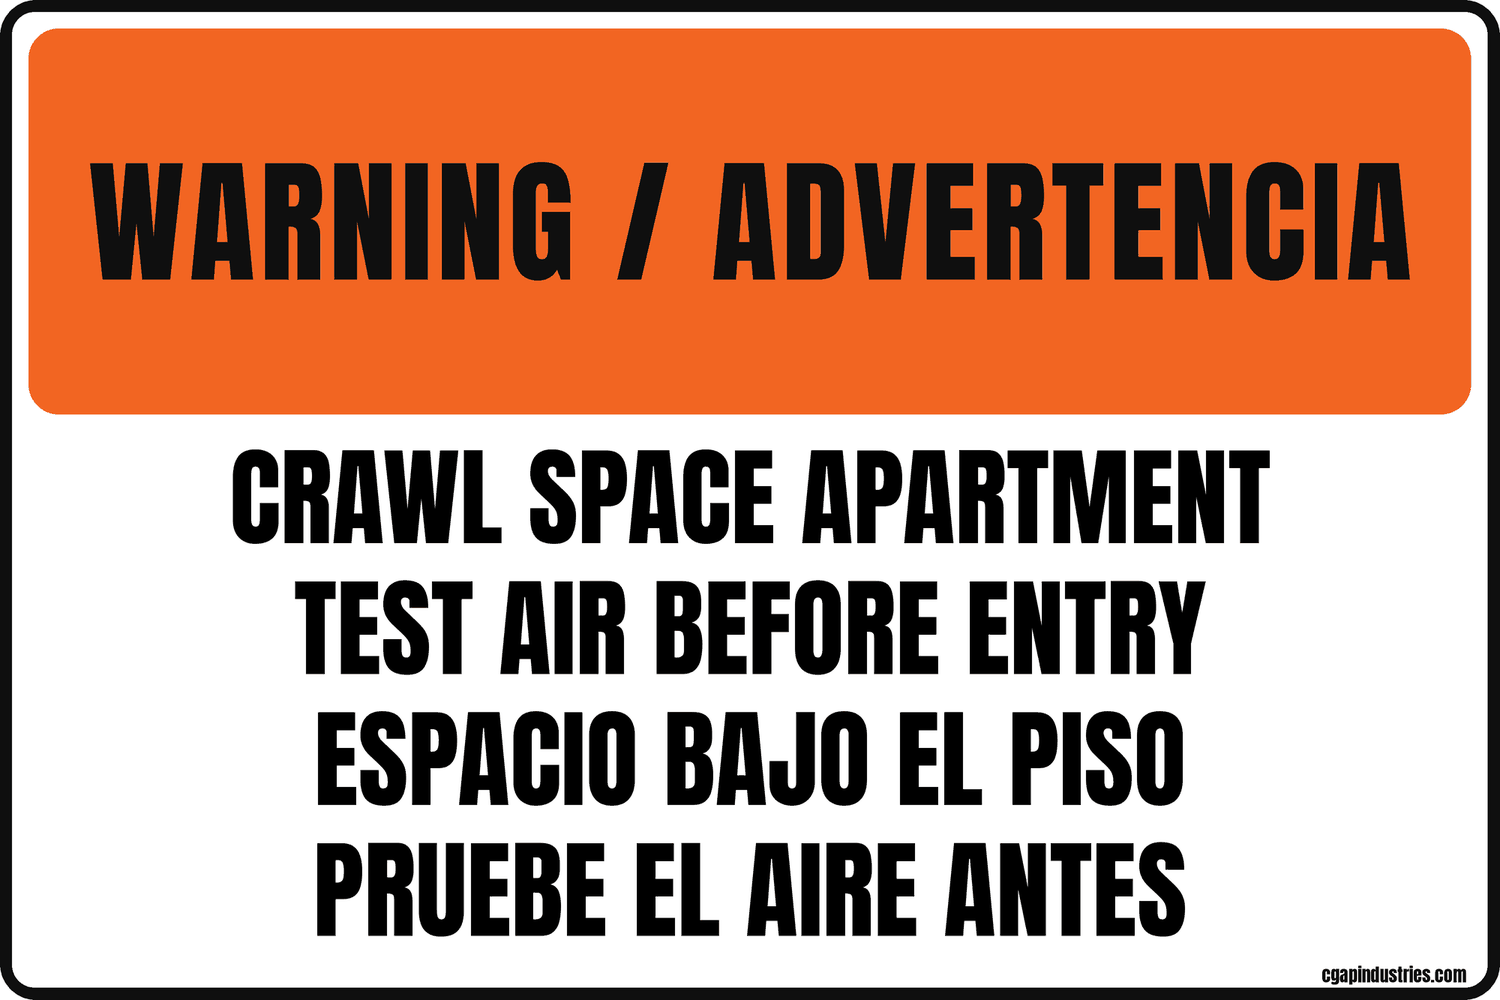 WARNING / ADVERTENCIA
CRAWL SPACE APARTMENT
TEST AIR BEFORE ENTRY
ESPACIO BAJO EL PISO
PRUEBE EL AIRE ANTES
cgapindustries.com